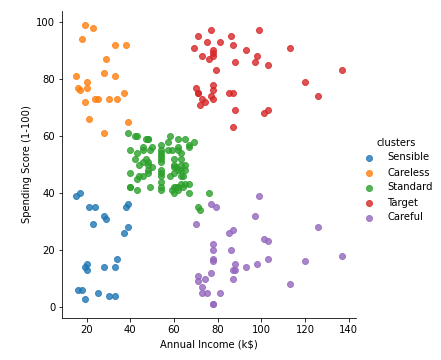 100
80
60
40
20
0
Spending Score (1-100)
20
40
60
80
100
120
140
Annual Income (k$)
clusters
Sensible
Careless
Standard
Target
Careful